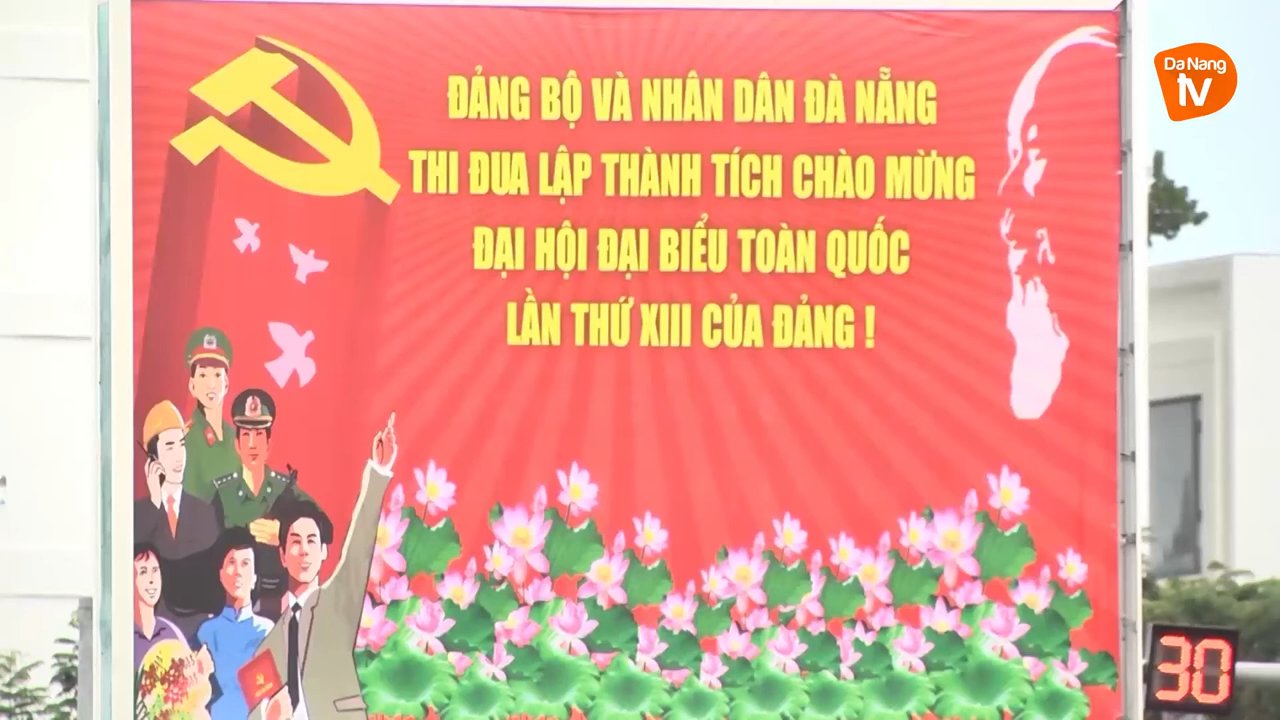 ĐẢNG BỘ VÀ NHÂN DÂN ĐÀ NẴNG
THI ĐUA LẬP THÀNH TÍCH CHÀO MỪNG
ĐẠI HỘI ĐẠI BIỂU TOÀN QUỐC
LẦN THỨ XIII CỦA ĐẢNG !
Da Nang
tv
30